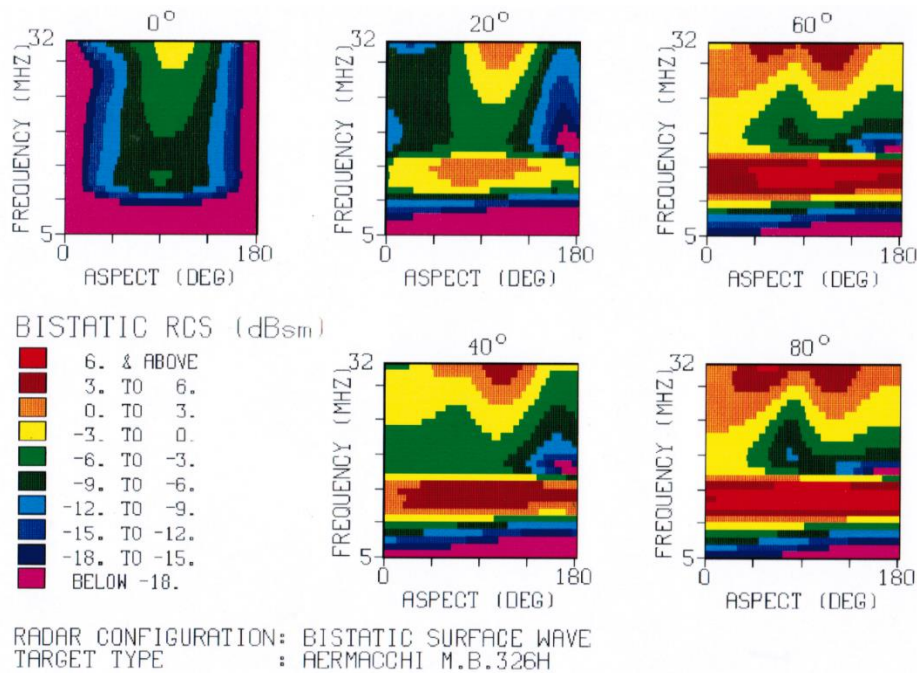 0°
32
FREQUENCY (MHZ)
5
0
180
ASPECT (DEG)
20°
32
FREQUENCY (MHZ)
5
0
180
ASPECT (DEG)
60°
32
FREQUENCY (MHZ)
5
0
180
ASPECT (DEG)
BISTATIC RCS (dBsm)
6. & ABOVE
3. TO 6.
0. TO 3.
-3. TO 0.
-6. TO -3.
-9. TO -6.
-12. TO -9.
-15. TO -12.
-18. TO -15.
BELOW -18.
40°
32
FREQUENCY (MHZ)
5
0
180
ASPECT (DEG)
80°
32
FREQUENCY (MHZ)
5
0
180
ASPECT (DEG)
RADAR CONFIGURATION: BISTATIC SURFACE WAVE
TARGET TYPE : AERMACCHI M.B.326H